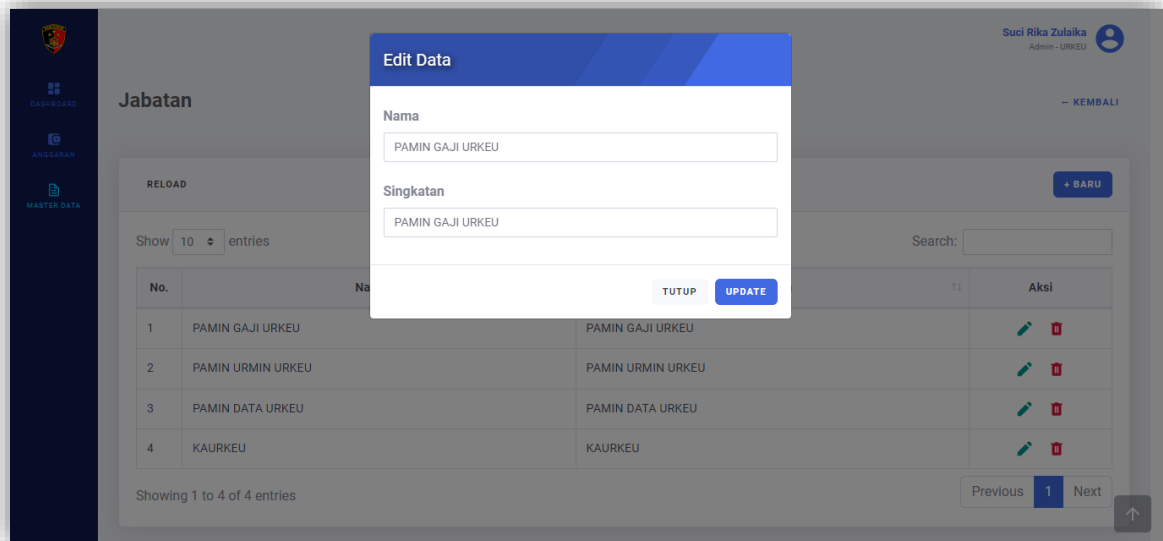 Suci Rika Zulaika
Admin - URKEU
DASHBOARD
ANGGARAN
MASTER DATA
Jabatan
← KEMBALI
Edit Data
Nama
PAMIN GAJI URKEU
Singkatan
PAMIN GAJI URKEU
TUTUP UPDATE
RELOAD
+ BARU
Show 10 entries
Search:
No. Na Aksi
1 PAMIN GAJI URKEU PAMIN GAJI URKEU
2 PAMIN URMIN URKEU PAMIN URMIN URKEU
3 PAMIN DATA URKEU PAMIN DATA URKEU
4 KAURKEU KAURKEU
Showing 1 to 4 of 4 entries
Previous 1 Next